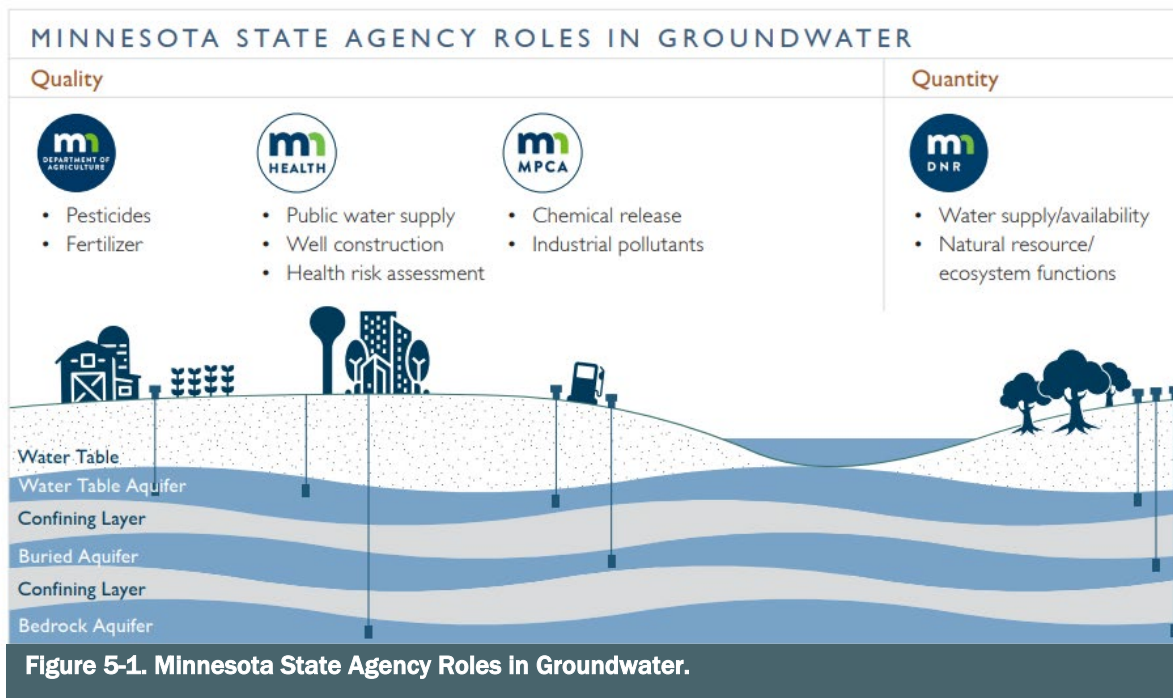 MINNESOTA STATE AGENCY ROLES IN GROUNDWATER
Quality
Quantity
mn
DEPARTMENT OF
AGRICULTURE
• Pesticides
• Fertilizer
mn
HEALTH
• Public water supply
• Well construction
• Health risk assessment
mn
MPCA
• Chemical release
• Industrial pollutants
mn
DNR
• Water supply/availability
• Natural resource/
ecosystem functions
Water Table
Water Table Aquifer
Confining Layer
Buried Aquifer
Confining Layer
Bedrock Aquifer
Figure 5-1. Minnesota State Agency Roles in Groundwater.